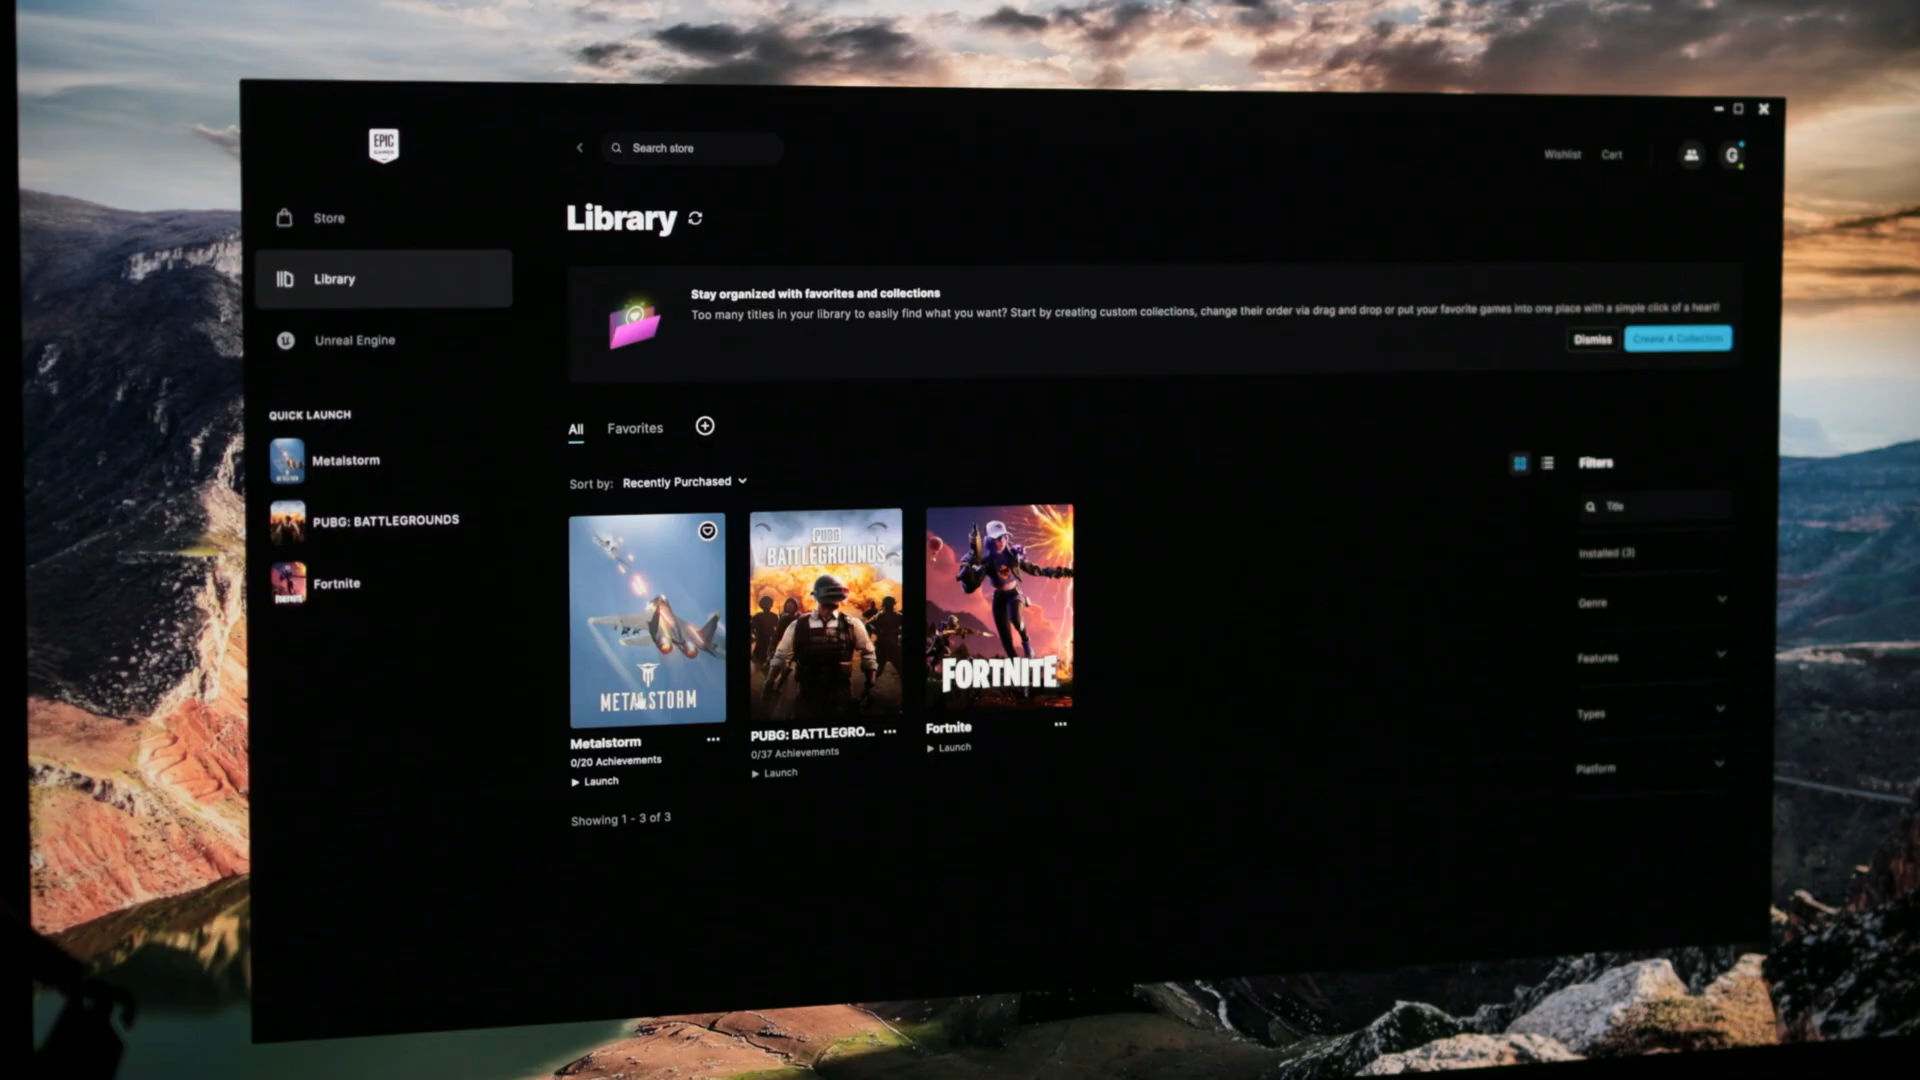 EPIC
GAMES
Search store
Wishlist
Cart
G
Store
Library
Unreal Engine
QUICK LAUNCH
Metalstorm
PUBG: BATTLEGROUNDS
Fortnite
Library
Stay organized with favorites and collections
Too many titles in your library to easily find what you want? Start by creating custom collections, change their order via drag and drop or put your favorite games into one place with a simple click of a heart!
Dismiss
Create A Collection
All
Favorites
Sort by: Recently Purchased
METALSTORM
PUBG
BATTLEGROUNDS
FORTNITE
Metalstorm
0/20 Achievements
Launch
PUBG: BATTLEGRO...
0/37 Achievements
Launch
Fortnite
Launch
Showing 1 - 3 of 3
Filters
Title
Installed (3)
Genre
Features
Types
Platform